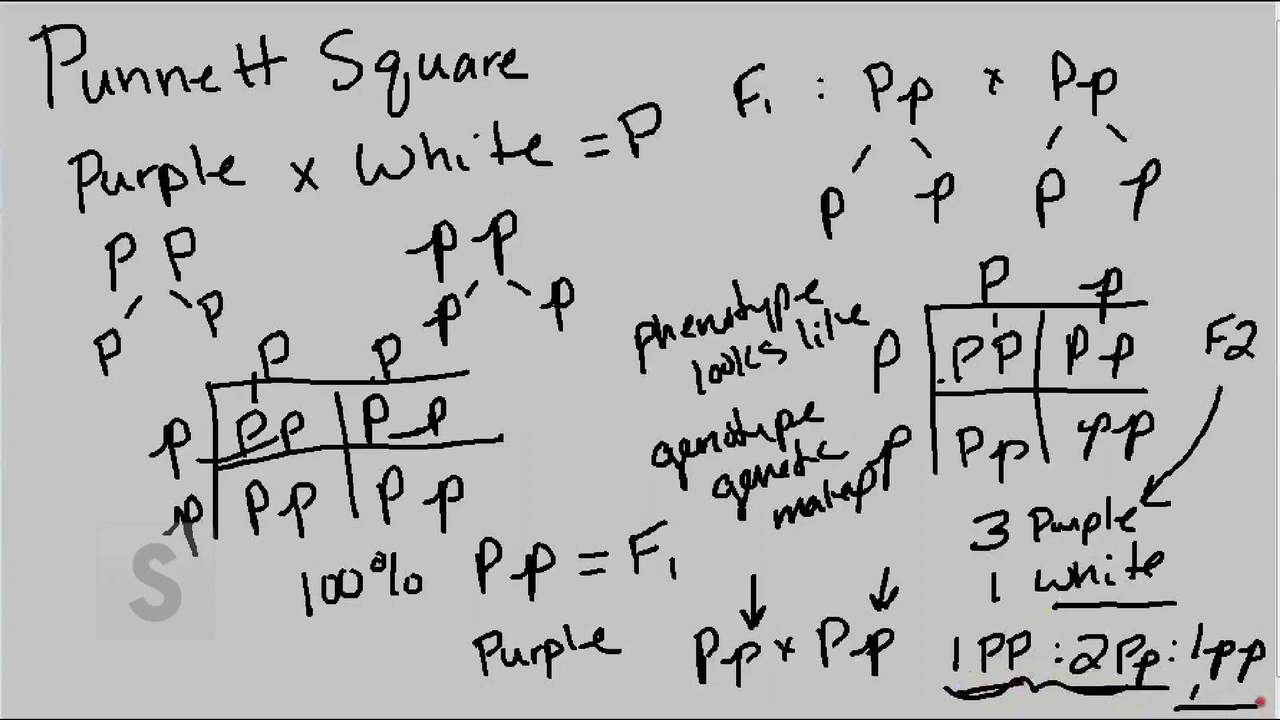 Punnett Square
Purple x White = P
P P
p p
P P
p p
P P
p Pp Pp
p Pp Pp
100% Pp = F1
Purple
F1 : Pp x Pp
P p P p
phenotype
looks like
genotype
genetic
makeup
P p
P PP Pp
p Pp pp
F2
3 Purple
1 White
Pp x Pp
1PP : 2Pp : 1pp
S